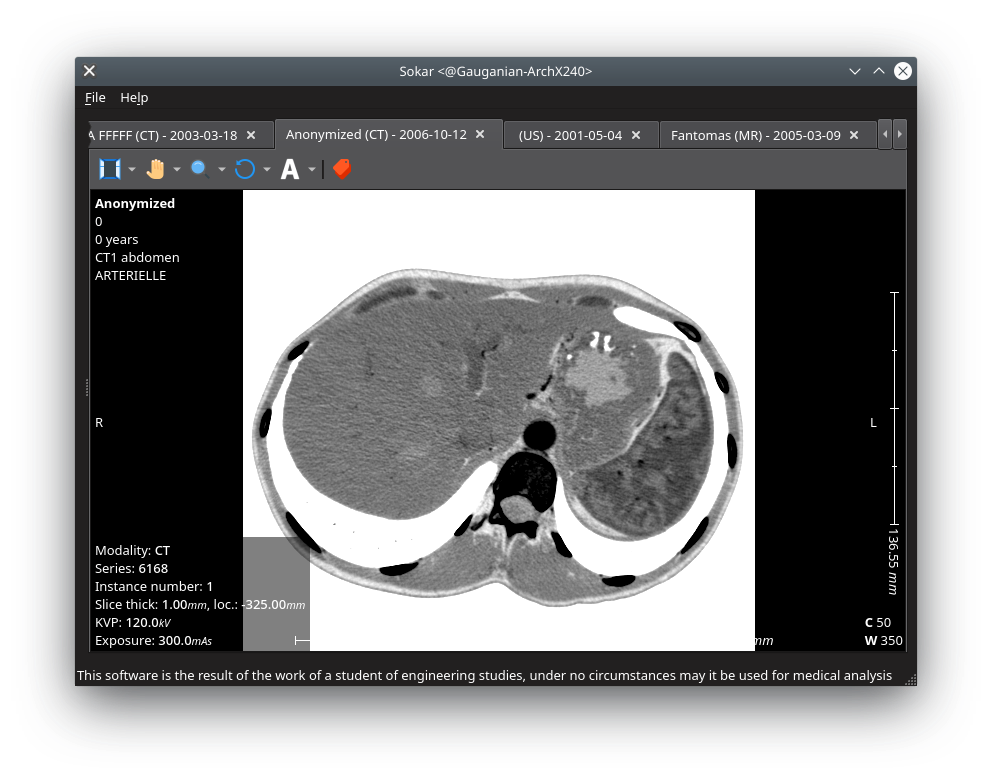 Sokar <@Gauganian-ArchX240>
File Help
A FFFFF (CT) - 2003-03-18
Anonymized (CT) - 2006-10-12
(US) - 2001-05-04
Fantomas (MR) - 2005-03-09
A
Anonymized
0
0 years
CT1 abdomen
ARTERIELLE
R
L
136.55 mm
Modality: CT
Series: 6168
Instance number: 1
Slice thick: 1.00mm, loc.: -325.00mm
KVP: 120.0kV
Exposure: 300.0mAs
mm
C 50
W 350
This software is the result of the work of a student of engineering studies, under no circumstances may it be used for medical analysis